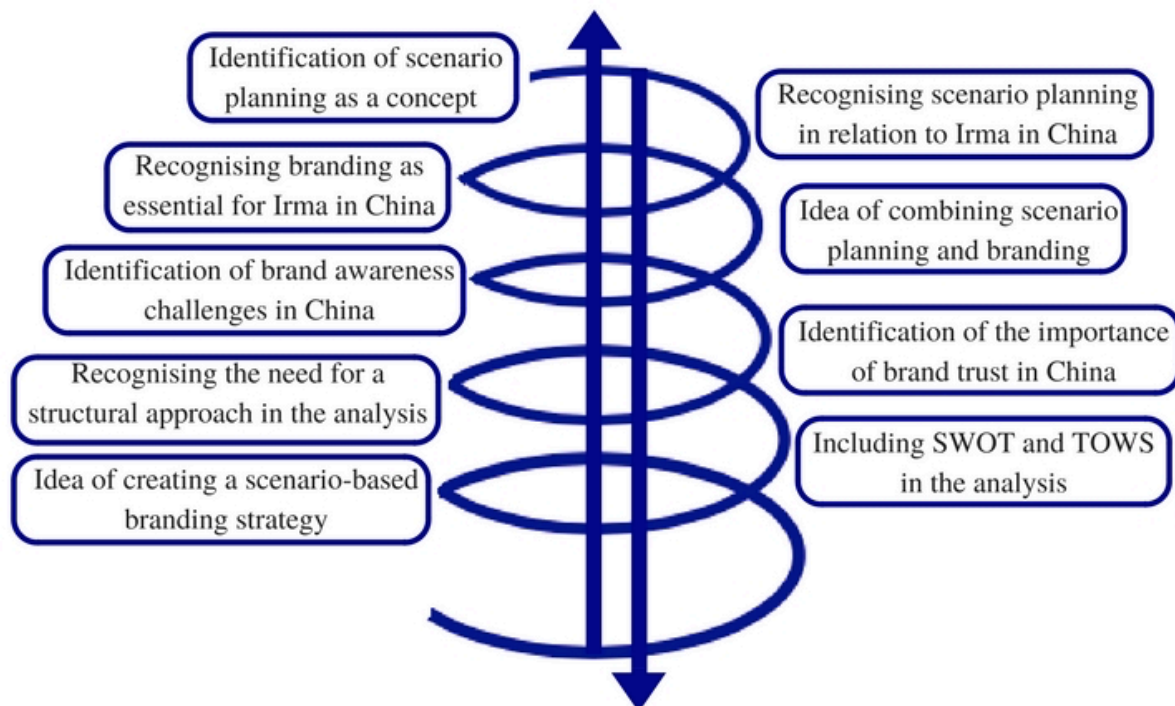 Identification of scenario
planning as a concept
Recognising scenario planning
in relation to Irma in China
Recognising branding as
essential for Irma in China
Idea of combining scenario
planning and branding
Identification of brand awareness
challenges in China
Identification of the importance
of brand trust in China
Recognising the need for a
structural approach in the analysis
Including SWOT and TOWS
in the analysis
Idea of creating a scenario-based
branding strategy